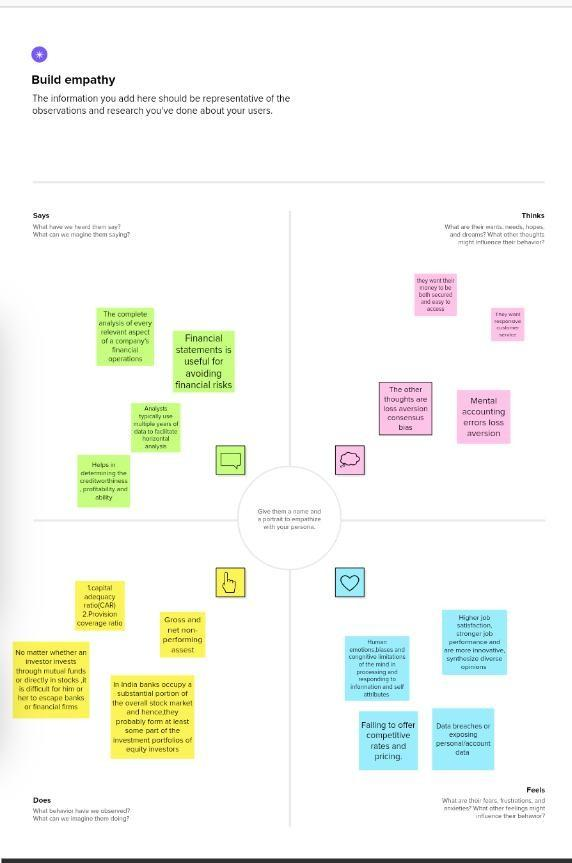 Build empathy
The information you add here should be representative of the
observations and research you've done about your users.
Says
What have we heard them say?
What can we magine them saying?
Thinks
What are their wants, needs, hopes,
and dreams? What other thoughts
might influence their behavior?
The complete
analysis of every
relevant aspect
of a company's
financial
operations
Financial
statements is
useful for
avoiding
financial risks
Analysts
typically use
multiple years of
data to facilitate
horizontal
analysis
Helps in
determining the
creditworthiness
, profitability and
ability
they want their
money to be
both secured
and easy to
access
They want
responsive
customer
service
The other
thoughts are
loss aversion
consensus
bias
Mental
accounting
errors loss
aversion
Give them a name and
a portrait to empathize
with your persona.
1.capital
adequacy
ratio(CAR)
2.Provision
coverage ratio
Gross and
net non-
performing
assest
No matter whether an
investor invests
through mutual funds
or directly in stocks ,it
is difficult for him or
her to escape banks
or financial firms
In India banks occupy a
substantial portion of
the overall stock market
and hence,they
probably form at least
some part of the
investment portfolios of
equity investors
Human
emotions,biases and
congnitive limitations
of the mind in
processing and
responding to
information and self
attributes
Higher job
satisfaction,
stronger job
performance and
are more innovative,
synthesize diverse
opinions
Failing to offer
competitive
rates and
pricing.
Data breaches or
exposing
personal/account
data
Does
What behavior have we observed?
What can we imagine them doing?
Feels
What are their fears, frustrations, and
anxieties? What other feelings might
influence their behavior?